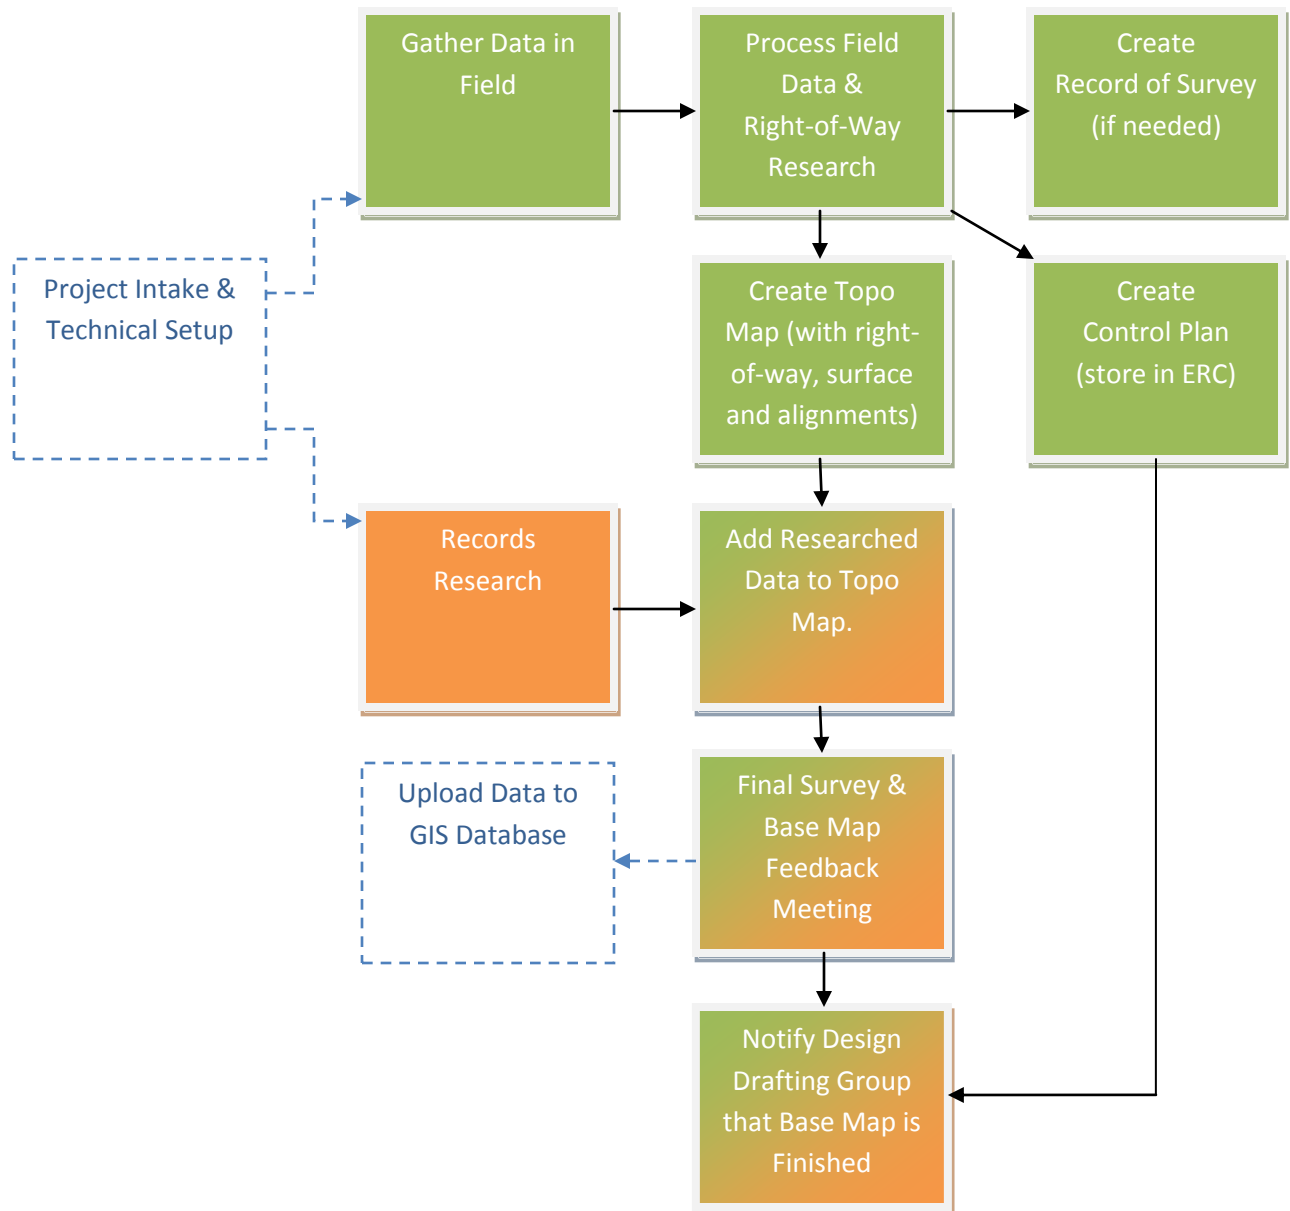 Gather Data in
Field
Process Field
Data &
Right-of-Way
Research
Create
Record of Survey
(if needed)
Project Intake &
Technical Setup
Create Topo
Map (with right-
of-way, surface
and alignments)
Create
Control Plan
(store in ERC)
Records
Research
Add Researched
Data to Topo
Map.
Upload Data to
GIS Database
Final Survey &
Base Map
Feedback
Meeting
Notify Design
Drafting Group
that Base Map is
Finished